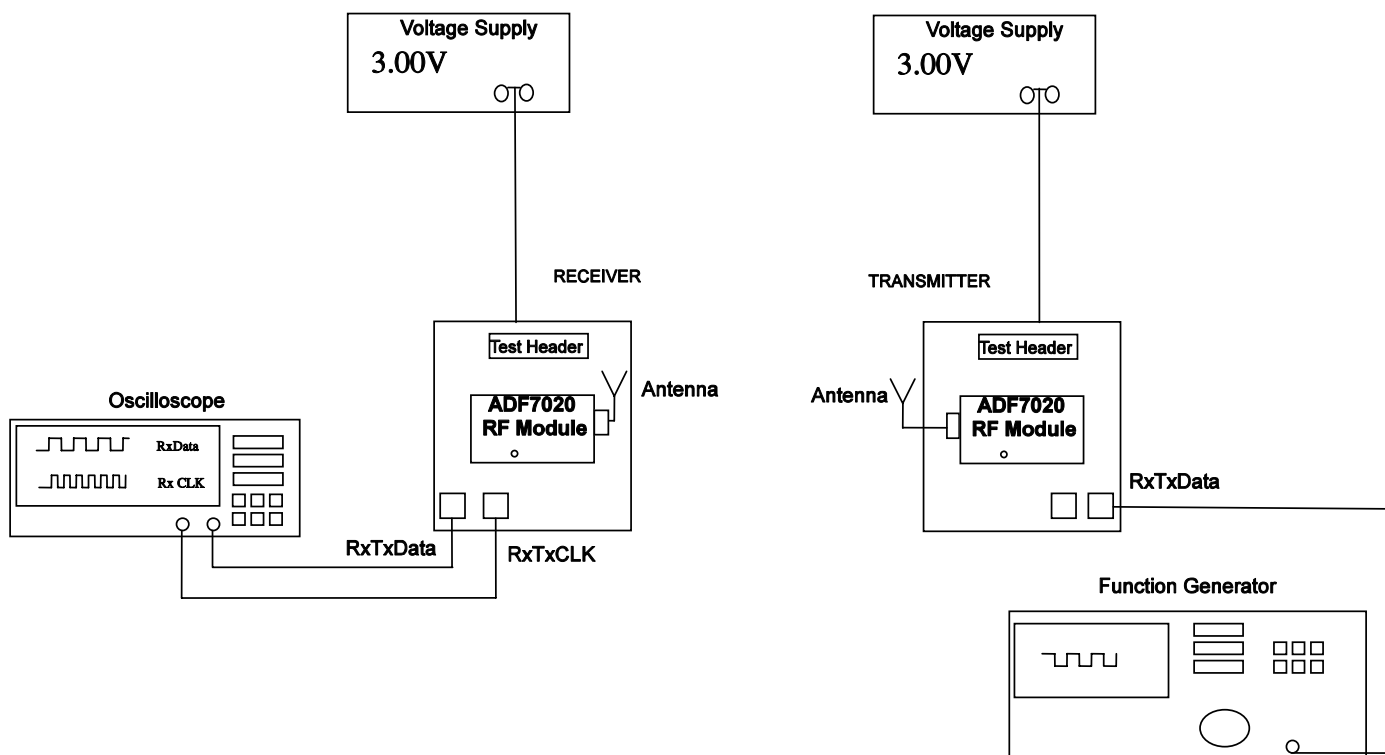 Voltage Supply
3.00V
Voltage Supply
3.00V
RECEIVER
TRANSMITTER
Test Header
Test Header
Antenna
Antenna
ADF7020
RF Module
ADF7020
RF Module
Oscilloscope
RxData
Rx CLK
RxTxData
RxTxData
RxTxCLK
Function Generator